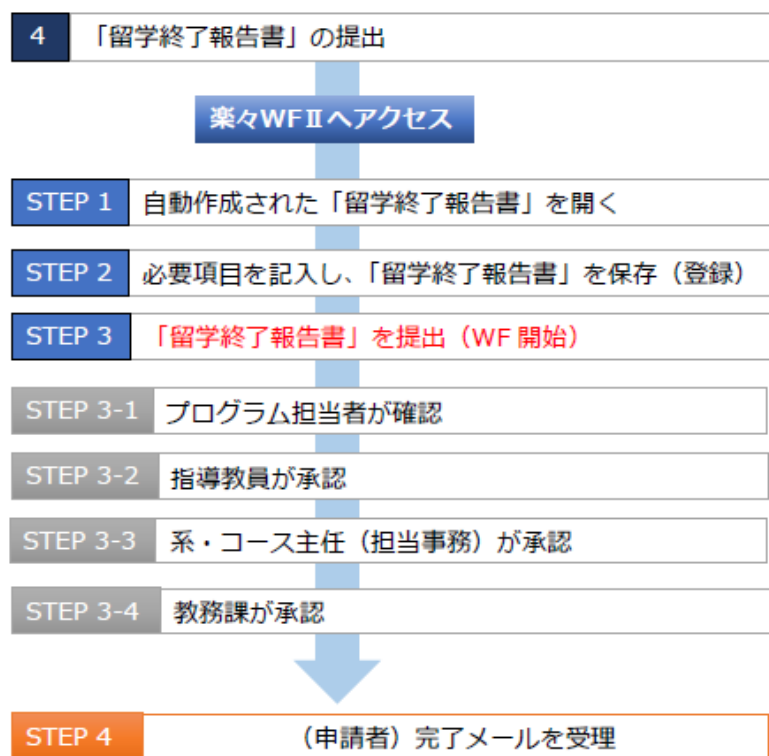 4 「留学終了報告書」の提出
楽々WFⅡへアクセス
STEP 1 自動作成された「留学終了報告書」を開く
STEP 2 必要項目を記入し、「留学終了報告書」を保存（登録）
STEP 3 「留学終了報告書」を提出（WF 開始）
STEP 3-1 プログラム担当者が確認
STEP 3-2 指導教員が承認
STEP 3-3 系・コース主任（担当事務）が承認
STEP 3-4 教務課が承認
STEP 4 （申請者）完了メールを受理